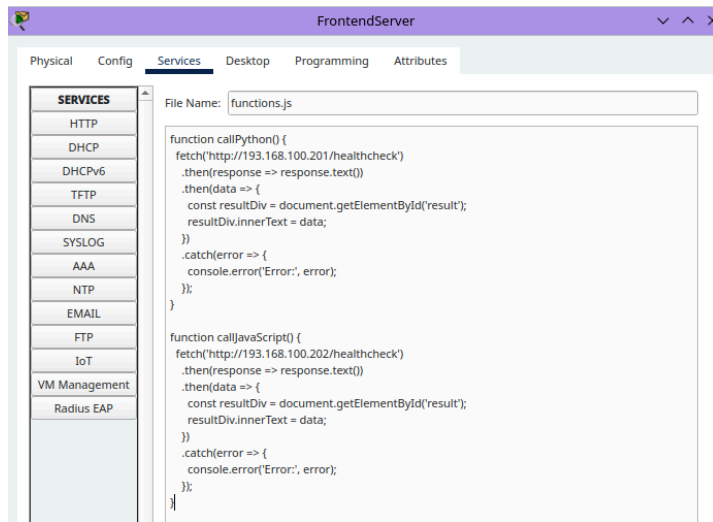 FrontendServer
Physical Config Services Desktop Programming Attributes
SERVICES
HTTP
DHCP
DHCPv6
TFTP
DNS
SYSLOG
AAA
NTP
EMAIL
FTP
IoT
VM Management
Radius EAP
File Name: functions.js
function callPython() {
fetch('http://193.168.100.201/healthcheck')
.then(response => response.text())
.then(data => {
const resultDiv = document.getElementById('result');
resultDiv.innerText = data;
})
.catch(error => {
console.error('Error:', error);
});
}
function callJavaScript() {
fetch('http://193.168.100.202/healthcheck')
.then(response => response.text())
.then(data => {
const resultDiv = document.getElementById('result');
resultDiv.innerText = data;
})
.catch(error => {
console.error('Error:', error);
});
}